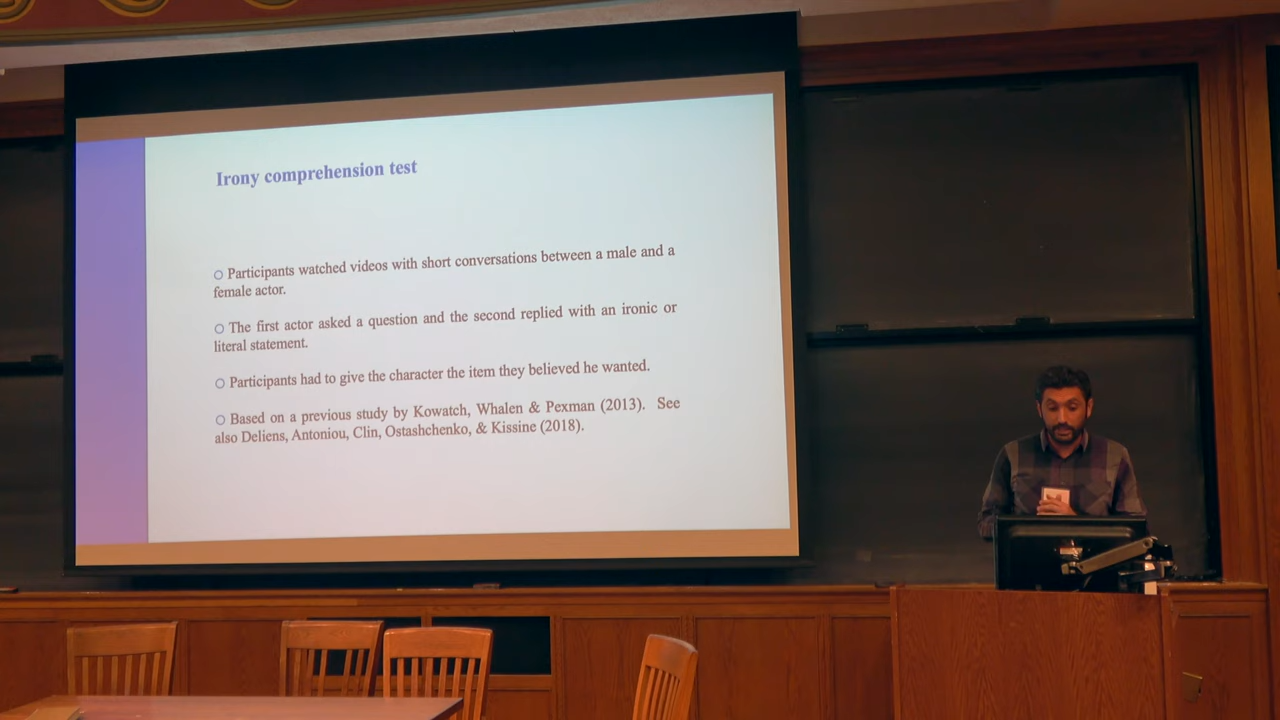 Irony comprehension test
Participants watched videos with short conversations between a male and a
female actor.
The first actor asked a question and the second replied with an ironic or
literal statement.
Participants had to give the character the item they believed he wanted.
Based on a previous study by Kowatch, Whalen & Pexman (2013). See
also Deliens, Antoniou, Clin, Ostashchenko, & Kissine (2018).